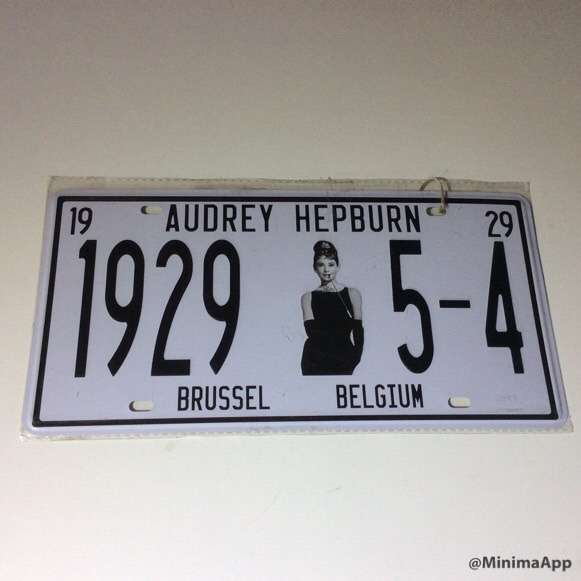 19 AUDREY HEPBURN 29
1929 5-4
BRUSSEL BELGIUM
@MinimaApp